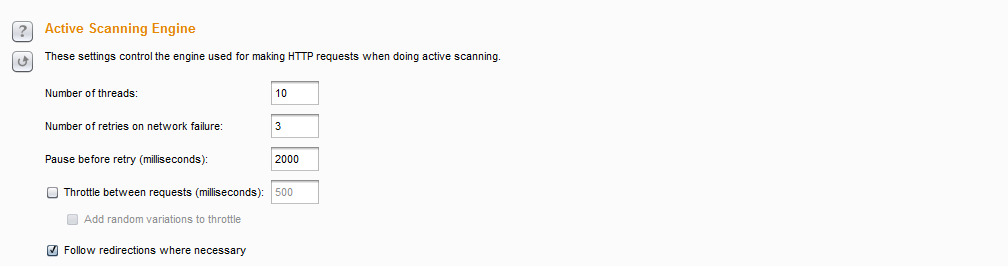 ?
Active Scanning Engine
These settings control the engine used for making HTTP requests when doing active scanning.
Number of threads: 10
Number of retries on network failure: 3
Pause before retry (milliseconds): 2000
Throttle between requests (milliseconds): 500
Add random variations to throttle
Follow redirections where necessary